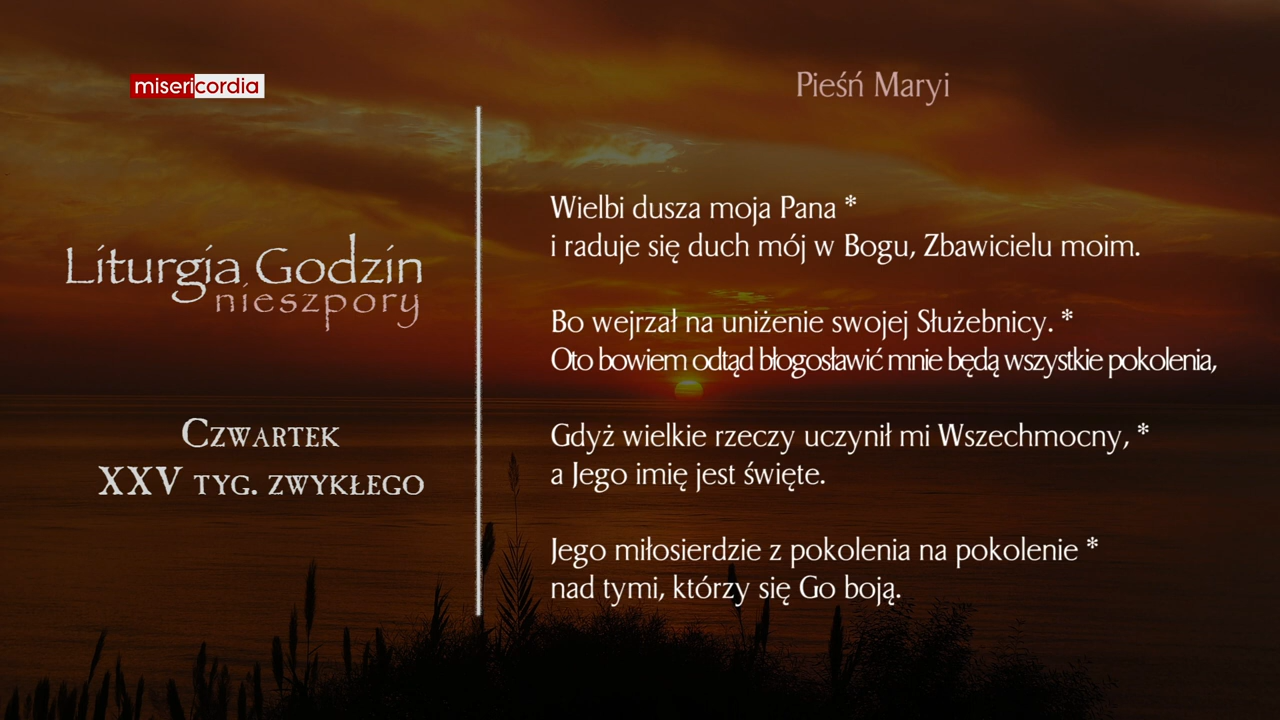 misericordia
Liturgia Godzin
nieszpory
Czwartek
XXV tyg. zwykłego
Pieśń Maryi
Wielbi dusza moja Pana *
i raduje się duch mój w Bogu, Zbawicielu moim.
Bo wejrzał na uniżenie swojej Służebnicy. *
Oto bowiem odtąd błogosławić mnie będą wszystkie pokolenia,
Gdyż wielkie rzeczy uczynił mi Wszechmocny, *
a Jego imię jest święte.
Jego miłosierdzie z pokolenia na pokolenie *
nad tymi, którzy się Go boją.